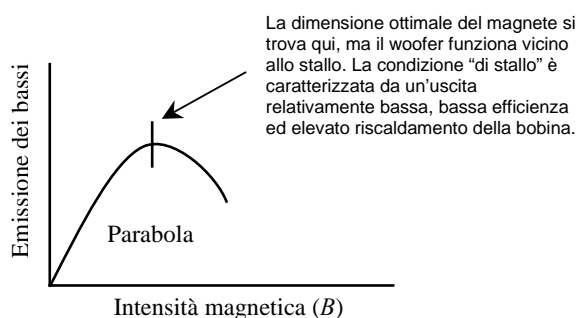 La dimensione ottimale del magnete si
trova qui, ma il woofer funziona vicino
allo stallo. La condizione “di stallo” è
caratterizzata da un’uscita
relativamente bassa, bassa efficienza
ed elevato riscaldamento della bobina.
Emissione dei bassi
Parabola
Intensità magnetica (B)